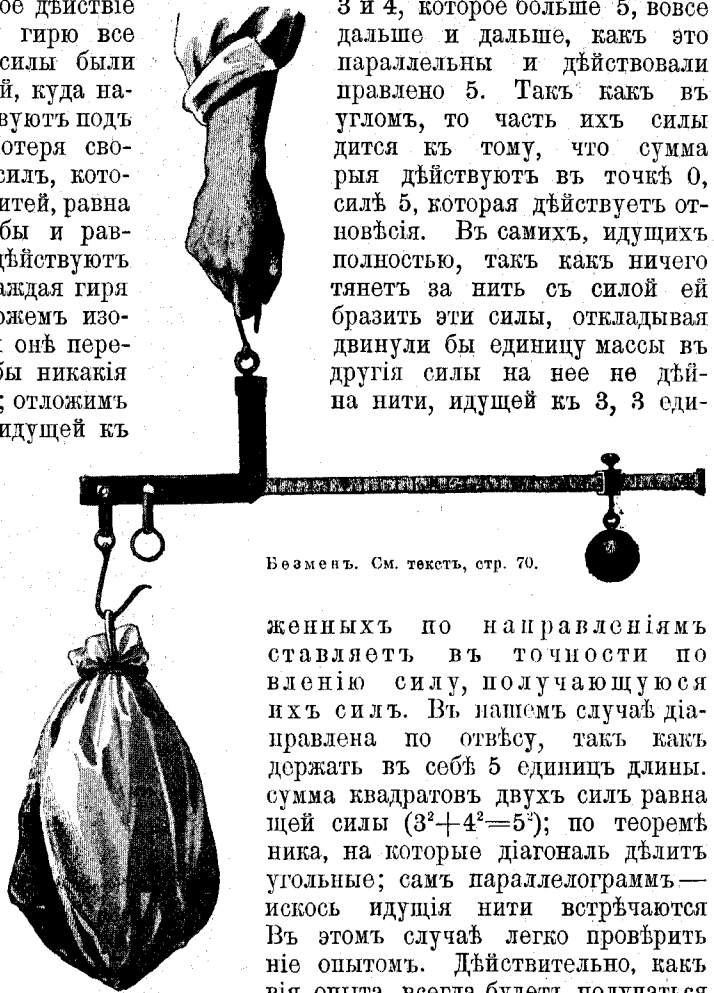 ое дѣйствіе
гирю все
силы были
й, куда на-
вуютъ подъ
отеря сво-
силъ, кото-
итей, равна
бы и рав-
дѣйствуютъ
аждая гиря
ожемъ изо-
онѣ пере-
бы никакія
; отложимъ
идущей къ
3 и 4, которое больше 5, вовсе
дальше и дальше, какъ это
параллельны и дѣйствовали
правлено 5. Такъ какъ въ
угломъ, то часть ихъ силы
дится къ тому, что сумма
рыя дѣйствуютъ въ точкѣ О,
силѣ 5, которая дѣйствуетъ от-
новѣсія. Въ самихъ, идущихъ
полностью, такъ какъ ничего
тянетъ за нить съ силой ей
бразить эти силы, откладывая
двинули бы единицу массы въ
другія силы на нее не дѣй-
на нити, идущей къ 3, 3 еди-
Безменъ. См. текстъ, стр. 70.
женныхъ по направленіямъ
ставляетъ въ точности по
вленію силу, получающуюся
ихъ силъ. Въ нашемъ случаѣ діа-
правлена по отвѣсу, такъ какъ
держать въ себѣ 5 единицъ длины.
сумма квадратовъ двухъ силъ равна
щей силы (3²+4²=5²); по теоремѣ
ника, на которые діагональ дѣлитъ
угольные; самъ параллелограммъ—
искось идущія нити встрѣчаются
Въ этомъ случаѣ легко провѣрить
ніе опытомъ. Дѣйствительно, какъ
вія опыта, всегда будетъ получаться